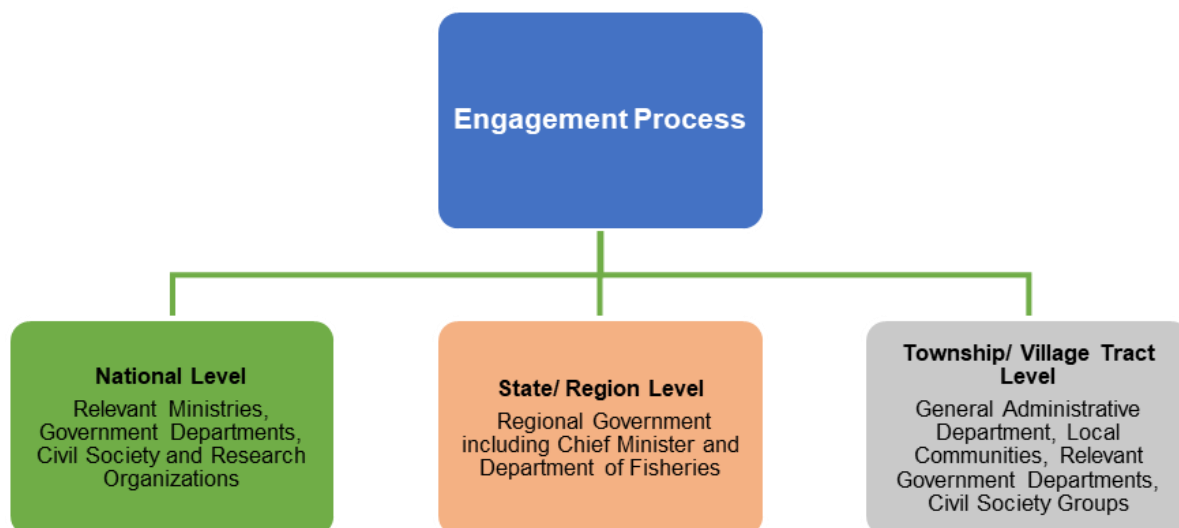 Engagement Process
National Level
Relevant Ministries,
Government Departments,
Civil Society and Research
Organizations
State/ Region Level
Regional Government
including Chief Minister and
Department of Fisheries
Township/ Village Tract
Level
General Administrative
Department, Local
Communities, Relevant
Government Departments,
Civil Society Groups